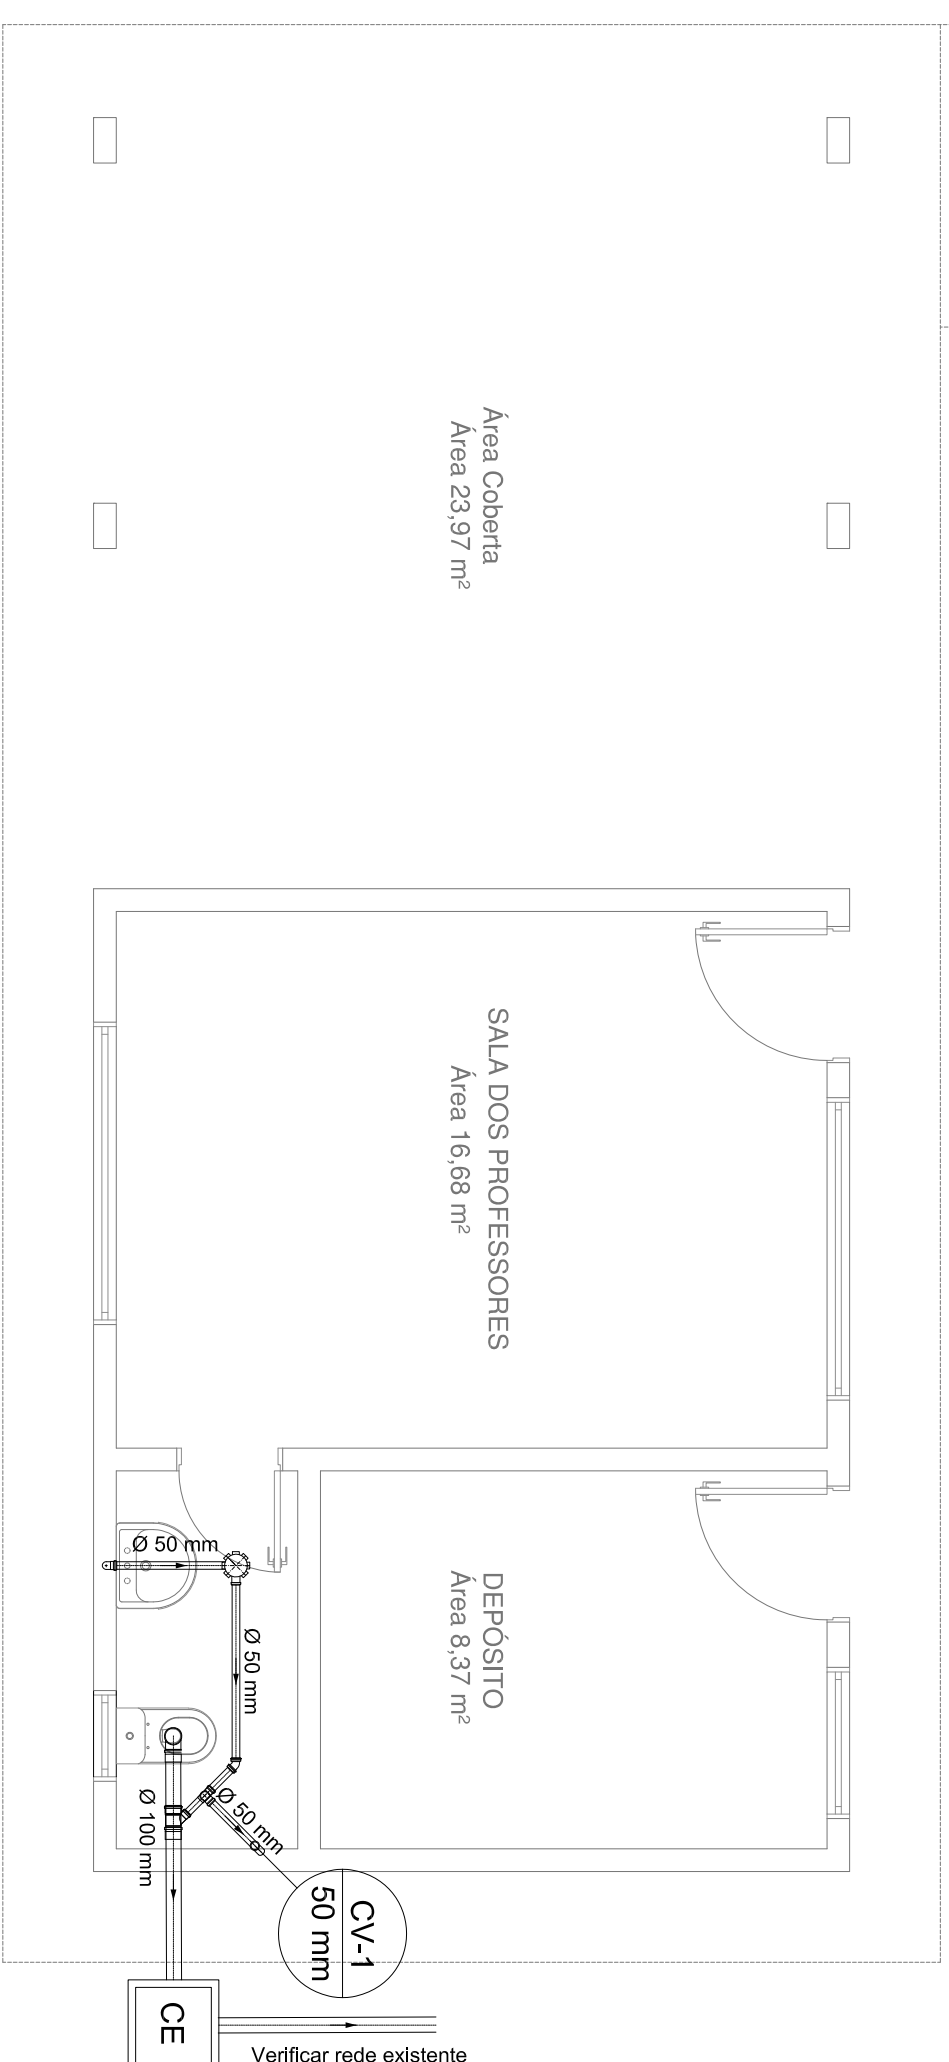 Área Coberta
Área 23,97 m²
SALA DOS PROFESSORES
Área 16,68 m²
DEPÓSITO
Área 8,37 m²
Ø 50 mm
Ø 50 mm
Ø 50 mm
Ø 100 mm
CV-1
50 mm
CE
Verificar rede existente